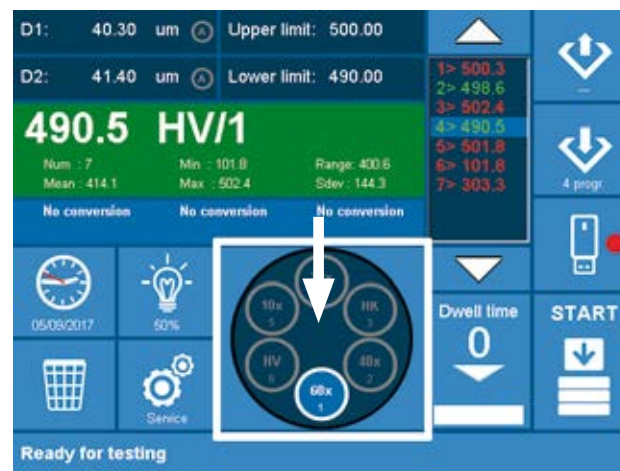 D1: 40.30 um A Upper limit: 500.00
D2: 41.40 um A Lower limit: 490.00
490.5 HV/1
Num : 7 Min : 101.8 Range: 400.6
Mean : 414.1 Max : 502.4 Sdev : 144.3
No conversion No conversion No conversion
1> 500.3
2> 498.6
3> 502.4
4> 490.5
5> 501.8
6> 101.8
7> 303.3
---
4 progr.
05/09/2017
50%
Service
10x
5
HK
3
HV
6
40x
2
60x
1
Dwell time
0
START
Ready for testing